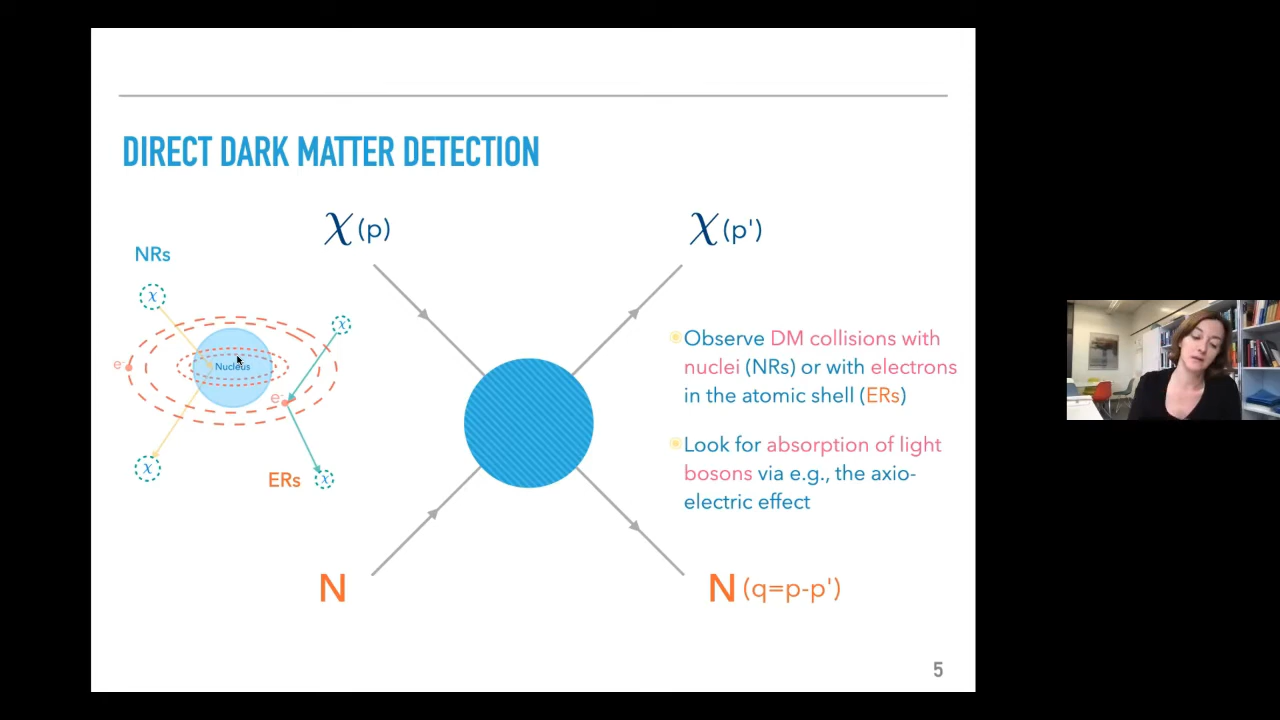 DIRECT DARK MATTER DETECTION
χ (p)
χ (p')
NRs
χ
χ
e-
Nucleus
e-
χ
ERs
χ
Observe DM collisions with
nuclei (NRs) or with electrons
in the atomic shell (ERs)
Look for absorption of light
bosons via e.g., the axio-
electric effect
N
N (q=p-p')
5